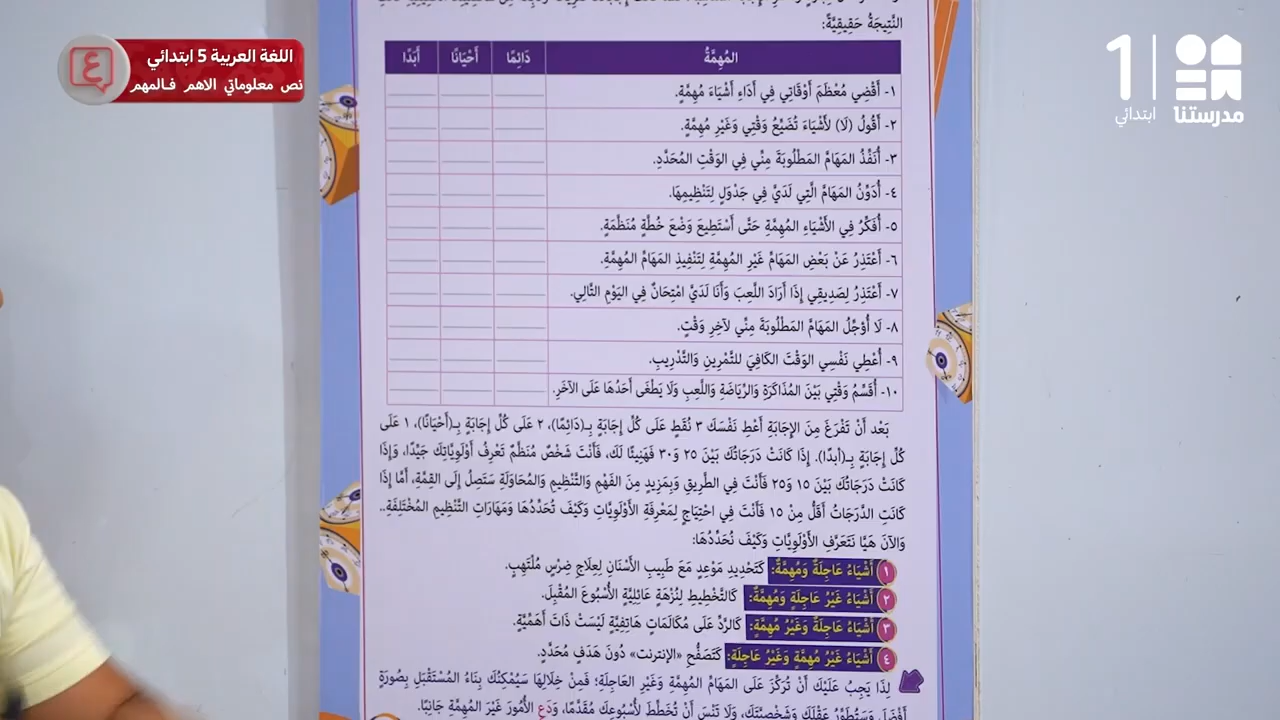 اللغة العربية 5 ابتدائي
نص معلوماتي الاهم فـالمهم
1 ابتدائي
مدرستنا
النَّتِيجَةُ حَقِيقِيَّةً:
المُهِمَّةُ دَائِمًا أَحْيَانًا أَبَدًا
١- أَقْضِي مُعْظَمَ أَوْقَاتِي فِي أَدَاءِ أَشْيَاءَ مُهِمَّةٍ.
٢- أَقُولُ (لَا) لأَشْيَاءَ تُضَيِّعُ وَقْتِي وَغَيْرِ مُهِمَّةٍ.
٣- أُنَفِّذُ المَهَامَّ المَطْلُوبَةَ مِنِّي فِي الوَقْتِ المُحَدَّدِ.
٤- أُدَوِّنُ المَهَامَّ الَّتِي لَدَيَّ فِي جَدْوَلٍ لِتَنْظِيمِهَا.
٥- أُفَكِّرُ فِي الأَشْيَاءِ المُهِمَّةِ حَتَّى أَسْتَطِيعَ وَضْعَ خُطَّةٍ مُنَظَّمَةٍ.
٦- أَعْتَذِرُ عَنْ بَعْضِ المَهَامِّ غَيْرِ المُهِمَّةِ لِتَنْفِيذِ المَهَامِّ المُهِمَّةِ.
٧- أَعْتَذِرُ لِصَدِيقِي إِذَا أَرَادَ اللَّعِبَ وَأَنَا لَدَيَّ امْتِحَانٌ فِي اليَوْمِ التَّالِي.
٨- لَا أُؤَجِّلُ المَهَامَّ المَطْلُوبَةَ مِنِّي لآخِرِ وَقْتٍ.
٩- أُعْطِي نَفْسِي الوَقْتَ الكَافِيَ للتَّمْرِينِ وَالتَّدْرِيبِ.
١٠- أُقَسِّمُ وَقْتِي بَيْنَ المُذَاكَرَةِ وَالرِّيَاضَةِ وَاللَّعِبِ وَلَا يَطْغَى أَحَدُهَا عَلَى الآخَرِ.
بَعْد أَنْ تَفْرَغَ مِنَ الإِجَابَةِ أَعْطِ نَفْسَكَ ٣ نُقَطٍ عَلَى كُلِّ إِجَابَةٍ بِـ(دَائِمًا)، ٢ عَلَى كُلِّ إِجَابَةٍ بِـ(أَحْيَانًا)، ١ عَلَى
كُلِّ إِجَابَةٍ بِـ(أَبدًا). إِذَا كَانَتْ دَرَجَاتُكَ بَيْنَ ٢٥ وَ٣٠ فَهَنِيئًا لَكَ، فَأَنْتَ شَخْصٌ مُنَظَّمٌ تَعْرِفُ أَوْلَوِيَّاتِكَ جَيِّدًا، وَإِذَا
كَانَتْ دَرَجَاتُكَ بَيْنَ ١٥ وَ٢٥ فَأَنْتَ فِي الطَّرِيقِ وَبِمَزِيدٍ مِنَ الفَهْمِ وَالتَّنْظِيمِ وَالمُحَاوَلَةِ سَتَصِلُ إِلَى القِمَّةِ، أَمَّا إِذَا
كَانَتِ الدَّرَجَاتُ أَقَلَّ مِنْ ١٥ فَأَنْتَ فِي احْتِيَاجٍ لِمَعْرِفَةِ الأَوْلَوِيَّاتِ وَكَيْفَ تُحَدِّدُهَا وَمَهَارَاتِ التَّنْظِيمِ المُخْتَلِفَةِ..
وَالآنَ هَيَّا نَتَعَرَّفِ الأَوْلَوِيَّاتِ وَكَيْفَ نُحَدِّدُهَا:
١ أَشْيَاءُ عَاجِلَةٌ وَمُهِمَّةٌ: كَتَحْدِيدِ مَوْعِدٍ مَعَ طَبِيبِ الأَسْنَانِ لِعِلَاجِ ضِرْسٍ مُلْتَهِبٍ.
٢ أَشْيَاءُ غَيْرُ عَاجِلَةٍ وَمُهِمَّةٌ: كَالتَّخْطِيطِ لِنُزْهَةٍ عَائِلِيَّةٍ الأُسْبُوعَ المُقْبِلَ.
٣ أَشْيَاءُ عَاجِلَةٌ وَغَيْرُ مُهِمَّةٍ: كَالرَّدِّ عَلَى مُكَالَمَاتٍ هَاتِفِيَّةٍ لَيْسَتْ ذَاتَ أَهَمِّيَّةٍ.
٤ أَشْيَاءُ غَيْرُ مُهِمَّةٍ وَغَيْرُ عَاجِلَةٍ: كَتَصَفُّحِ «الإِنترنت» دُونَ هَدَفٍ مُحَدَّدٍ.
لِذَا يَجِبُ عَلَيْكَ أَنْ تُرَكِّزَ عَلَى المَهَامِّ المُهِمَّةِ وَغَيْرِ العَاجِلَةِ؛ فَمِنْ خِلَالِهَا سَيُمْكِنُكَ بِنَاءُ المُسْتَقْبَلِ بِصُورَةٍ
أَفْضَلَ وَسَتُطَوِّرُ عَقْلَكَ وَشَخْصِيَّتَكَ، وَلَا تَنْسَ أَنْ تُخَطِّطَ لأُسْبُوعِكَ مُقَدَّمًا، وَدَعِ الأُمُورَ غَيْرَ المُهِمَّةِ جَانِبًا.